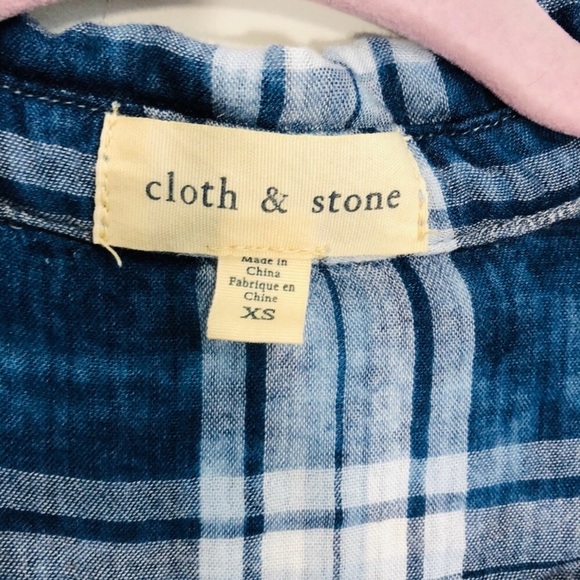 cloth & stone
Made in
China
Fabrique en
Chine
XS